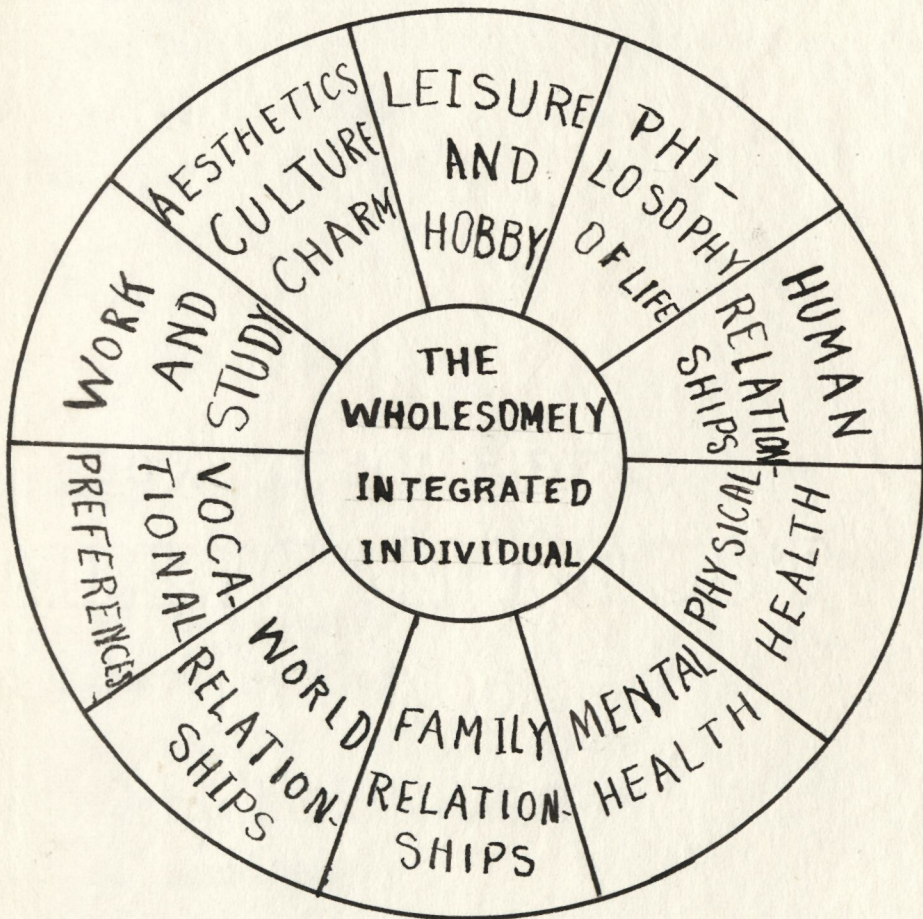 LEISURE
AND
HOBBY
PHI-
LOSOPHY
OF LIFE
HUMAN
RELATION-
SHIPS
PHYSICAL
HEALTH
MENTAL
HEALTH
FAMILY
RELATION-
SHIPS
WORLD
RELATION-
SHIPS
VOCA-
TIONAL
PREFERENCES
WORK
AND
STUDY
AESTHETICS
CULTURE
CHARM
THE
WHOLESOMELY
INTEGRATED
INDIVIDUAL